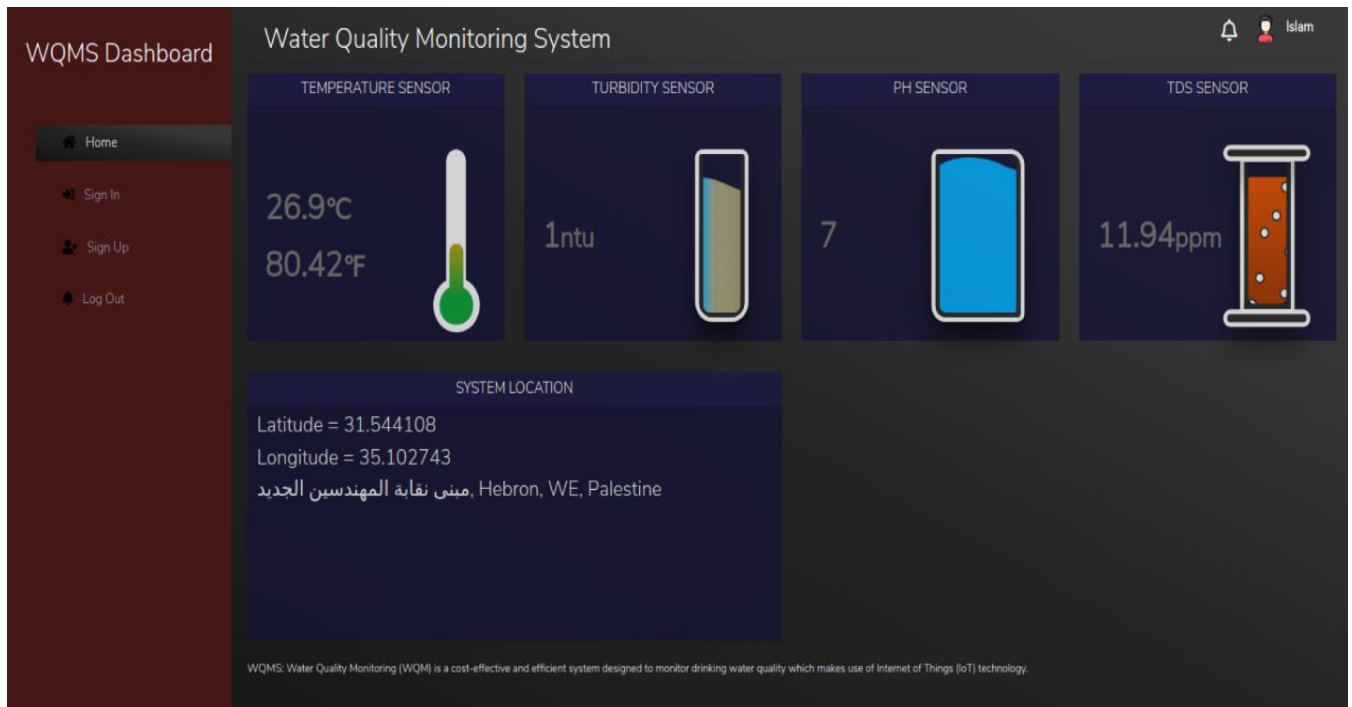 WQMS Dashboard
Home
Sign In
Sign Up
Log Out
Water Quality Monitoring System
Islam
TEMPERATURE SENSOR
26.9°C
80.42°F
TURBIDITY SENSOR
1ntu
PH SENSOR
7
TDS SENSOR
11.94ppm
SYSTEM LOCATION
Latitude = 31.544108
Longitude = 35.102743
مبنى نقابة المهندسين الجديد, Hebron, WE, Palestine
WQMS: Water Quality Monitoring (WQM) is a cost-effective and efficient system designed to monitor drinking water quality which makes use of Internet of Things (IoT) technology.